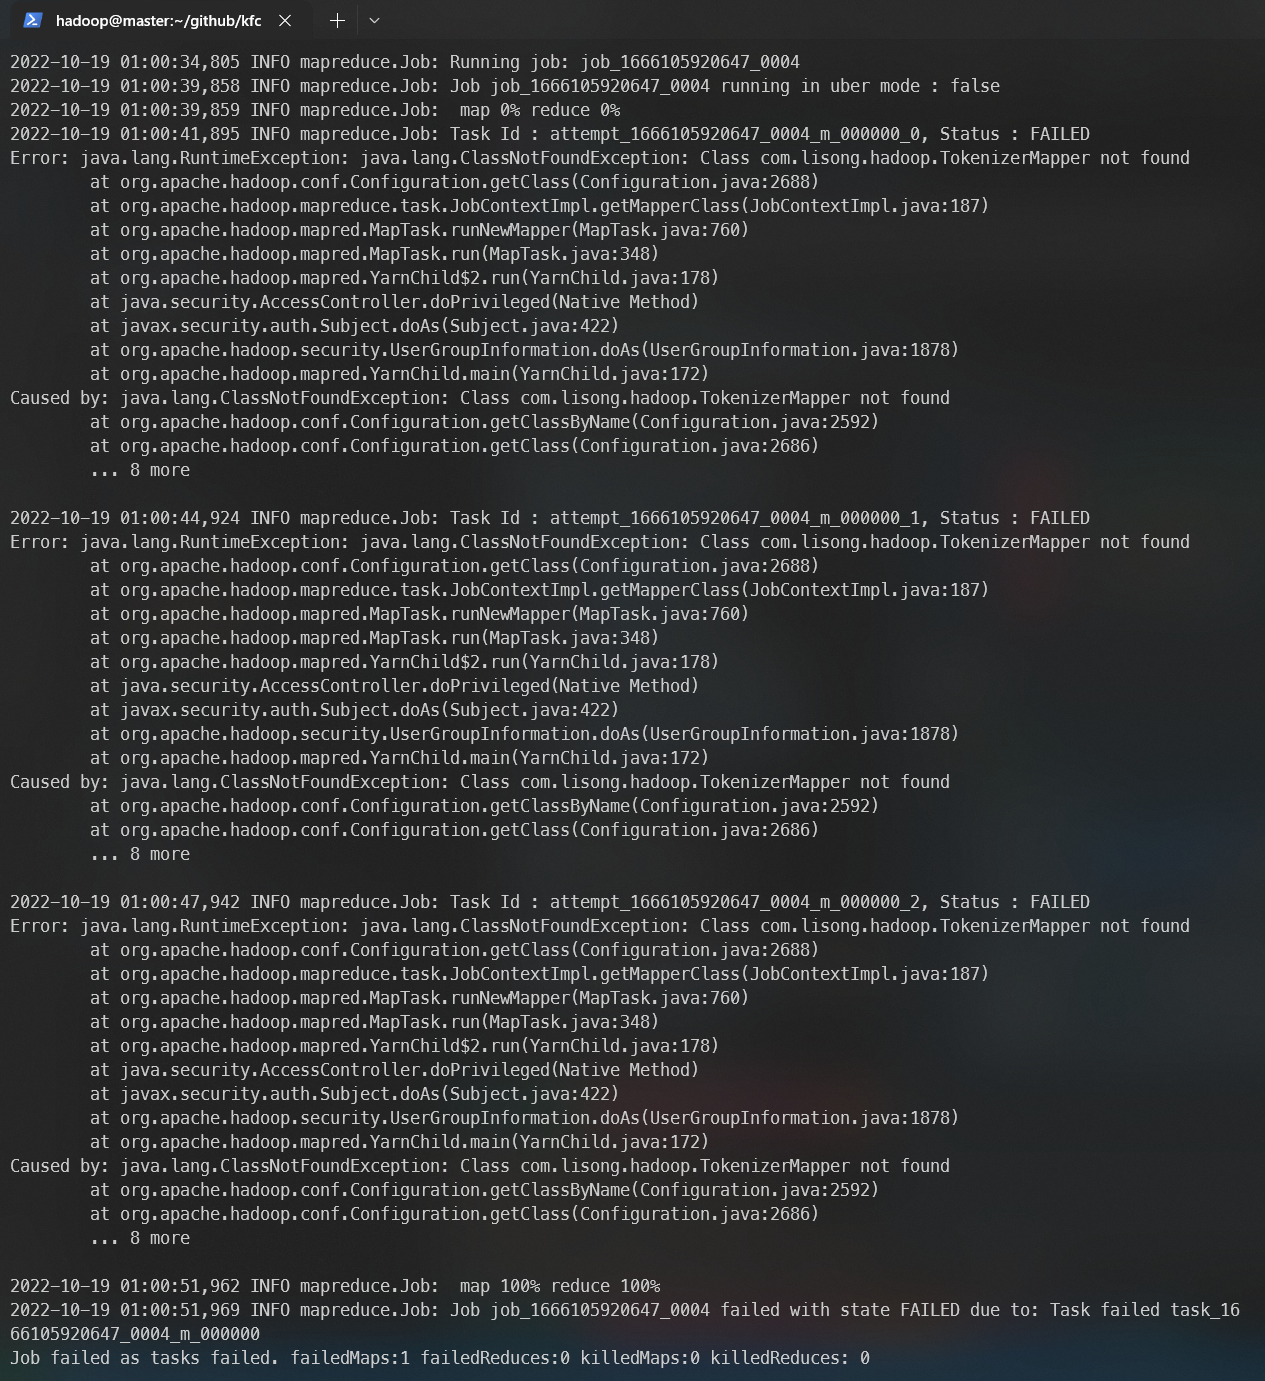 hadoop@master:~/github/kfc
2022-10-19 01:00:34,805 INFO mapreduce.Job: Running job: job_1666105920647_0004
2022-10-19 01:00:39,858 INFO mapreduce.Job: Job job_1666105920647_0004 running in uber mode : false
2022-10-19 01:00:39,859 INFO mapreduce.Job:  map 0% reduce 0%
2022-10-19 01:00:41,895 INFO mapreduce.Job: Task Id : attempt_1666105920647_0004_m_000000_0, Status : FAILED
Error: java.lang.RuntimeException: java.lang.ClassNotFoundException: Class com.lisong.hadoop.TokenizerMapper not found
        at org.apache.hadoop.conf.Configuration.getClass(Configuration.java:2688)
        at org.apache.hadoop.mapreduce.task.JobContextImpl.getMapperClass(JobContextImpl.java:187)
        at org.apache.hadoop.mapred.MapTask.runNewMapper(MapTask.java:760)
        at org.apache.hadoop.mapred.MapTask.run(MapTask.java:348)
        at org.apache.hadoop.mapred.YarnChild$2.run(YarnChild.java:178)
        at java.security.AccessController.doPrivileged(Native Method)
        at javax.security.auth.Subject.doAs(Subject.java:422)
        at org.apache.hadoop.security.UserGroupInformation.doAs(UserGroupInformation.java:1878)
        at org.apache.hadoop.mapred.YarnChild.main(YarnChild.java:172)
Caused by: java.lang.ClassNotFoundException: Class com.lisong.hadoop.TokenizerMapper not found
        at org.apache.hadoop.conf.Configuration.getClassByName(Configuration.java:2592)
        at org.apache.hadoop.conf.Configuration.getClass(Configuration.java:2686)
        ... 8 more
2022-10-19 01:00:44,924 INFO mapreduce.Job: Task Id : attempt_1666105920647_0004_m_000000_1, Status : FAILED
Error: java.lang.RuntimeException: java.lang.ClassNotFoundException: Class com.lisong.hadoop.TokenizerMapper not found
        at org.apache.hadoop.conf.Configuration.getClass(Configuration.java:2688)
        at org.apache.hadoop.mapreduce.task.JobContextImpl.getMapperClass(JobContextImpl.java:187)
        at org.apache.hadoop.mapred.MapTask.runNewMapper(MapTask.java:760)
        at org.apache.hadoop.mapred.MapTask.run(MapTask.java:348)
        at org.apache.hadoop.mapred.YarnChild$2.run(YarnChild.java:178)
        at java.security.AccessController.doPrivileged(Native Method)
        at javax.security.auth.Subject.doAs(Subject.java:422)
        at org.apache.hadoop.security.UserGroupInformation.doAs(UserGroupInformation.java:1878)
        at org.apache.hadoop.mapred.YarnChild.main(YarnChild.java:172)
Caused by: java.lang.ClassNotFoundException: Class com.lisong.hadoop.TokenizerMapper not found
        at org.apache.hadoop.conf.Configuration.getClassByName(Configuration.java:2592)
        at org.apache.hadoop.conf.Configuration.getClass(Configuration.java:2686)
        ... 8 more
2022-10-19 01:00:47,942 INFO mapreduce.Job: Task Id : attempt_1666105920647_0004_m_000000_2, Status : FAILED
Error: java.lang.RuntimeException: java.lang.ClassNotFoundException: Class com.lisong.hadoop.TokenizerMapper not found
        at org.apache.hadoop.conf.Configuration.getClass(Configuration.java:2688)
        at org.apache.hadoop.mapreduce.task.JobContextImpl.getMapperClass(JobContextImpl.java:187)
        at org.apache.hadoop.mapred.MapTask.runNewMapper(MapTask.java:760)
        at org.apache.hadoop.mapred.MapTask.run(MapTask.java:348)
        at org.apache.hadoop.mapred.YarnChild$2.run(YarnChild.java:178)
        at java.security.AccessController.doPrivileged(Native Method)
        at javax.security.auth.Subject.doAs(Subject.java:422)
        at org.apache.hadoop.security.UserGroupInformation.doAs(UserGroupInformation.java:1878)
        at org.apache.hadoop.mapred.YarnChild.main(YarnChild.java:172)
Caused by: java.lang.ClassNotFoundException: Class com.lisong.hadoop.TokenizerMapper not found
        at org.apache.hadoop.conf.Configuration.getClassByName(Configuration.java:2592)
        at org.apache.hadoop.conf.Configuration.getClass(Configuration.java:2686)
        ... 8 more
2022-10-19 01:00:51,962 INFO mapreduce.Job:  map 100% reduce 100%
2022-10-19 01:00:51,969 INFO mapreduce.Job: Job job_1666105920647_0004 failed with state FAILED due to: Task failed task_16
66105920647_0004_m_000000
Job failed as tasks failed. failedMaps:1 failedReduces:0 killedMaps:0 killedReduces: 0